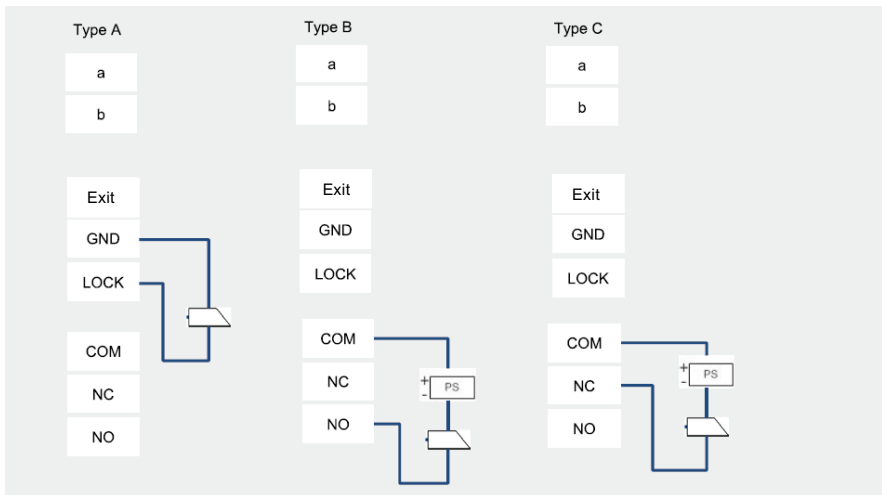 Type A
a
b
Exit
GND
LOCK
COM
NC
NO
Type B
a
b
Exit
GND
LOCK
COM
NC
NO
+
-
PS
Type C
a
b
Exit
GND
LOCK
COM
NC
NO
+
-
PS